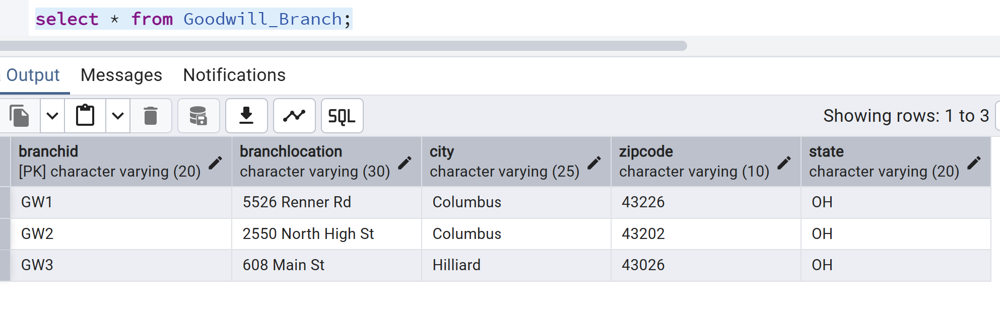 select * from Goodwill_Branch;
Output Messages Notifications
SQL Showing rows: 1 to 3
branchid branchlocation city zipcode state
[PK] character varying (20) character varying (30) character varying (25) character varying (10) character varying (20)
GW1 5526 Renner Rd Columbus 43226 OH
GW2 2550 North High St Columbus 43202 OH
GW3 608 Main St Hilliard 43026 OH